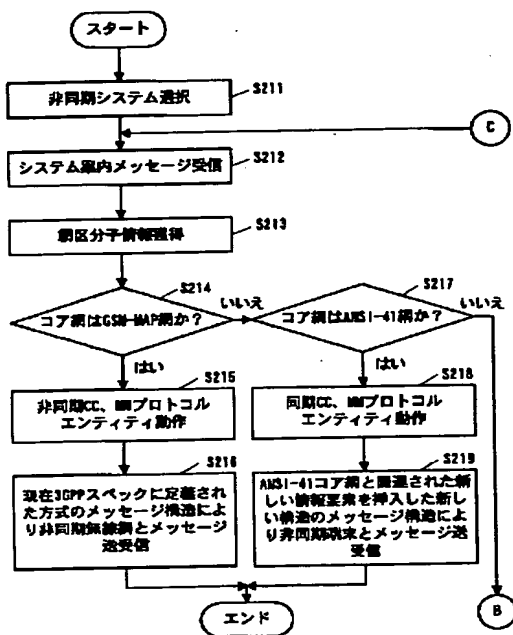 スタート
非同期システム選択
S211
C
システム案内メッセージ受信
S212
網区分子情報獲得
S213
コア網はGSM-MAP網か？
S214
いいえ
はい
コア網はANSI-41網か？
S217
いいえ
はい
非同期CC、MMプロトコル
エンティティ動作
S215
同期CC、MMプロトコル
エンティティ動作
S218
現在3GPPスペックに定義され
た方式のメッセージ構造によ
り非同期無線網とメッセージ
送受信
S216
ANSI-41コア網と関連された新
しい情報要素を挿入した新し
い構造のメッセージ構造によ
り非同期端末とメッセージ送
受信
S219
エンド
B